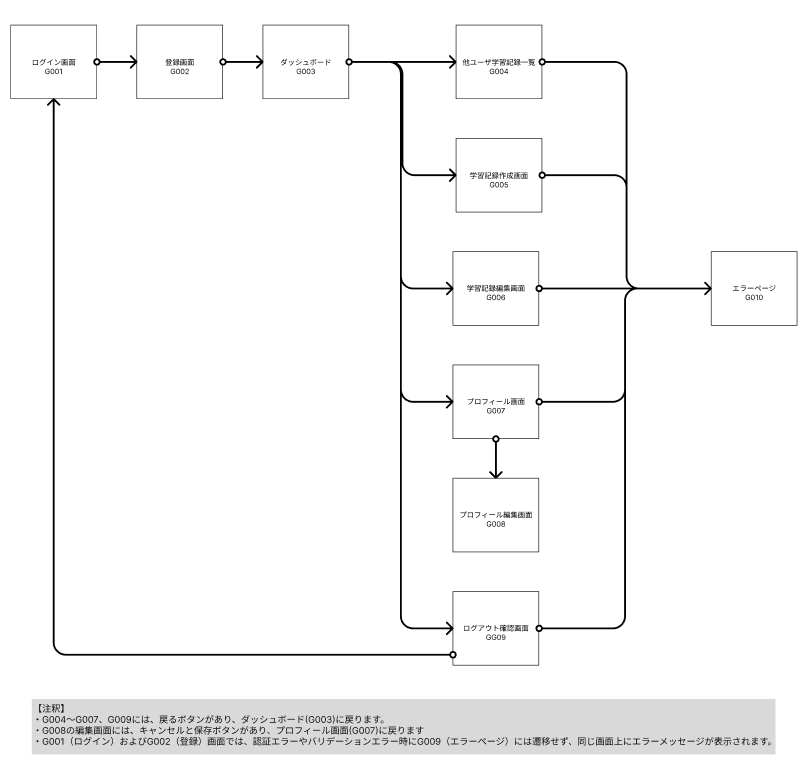 ログイン画面
G001
登録画面
G002
ダッシュボード
G003
他ユーザ学習記録一覧
G004
学習記録作成画面
G005
学習記録編集画面
G006
エラーページ
G010
プロフィール画面
G007
プロフィール編集画面
G008
ログアウト確認画面
GG09
【注釈】
・G004〜G007、G009には、戻るボタンがあり、ダッシュボード(G003)に戻ります。
・G008の編集画面には、キャンセルと保存ボタンがあり、プロフィール画面(G007)に戻ります
・G001（ログイン）およびG002（登録）画面では、認証エラーやバリデーションエラー時にG009（エラーページ）には遷移せず、同じ画面上にエラーメッセージが表示されます。